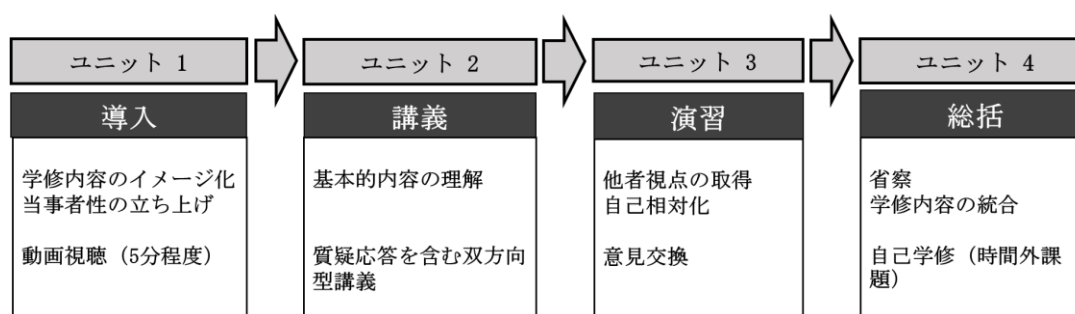 ユニット 1
導入
学修内容のイメージ化
当事者性の立ち上げ
動画視聴（5分程度）
ユニット 2
講義
基本的内容の理解
質疑応答を含む双方向
型講義
ユニット 3
演習
他者視点の取得
自己相対化
意見交換
ユニット 4
総括
省察
学修内容の統合
自己学修（時間外課
題）